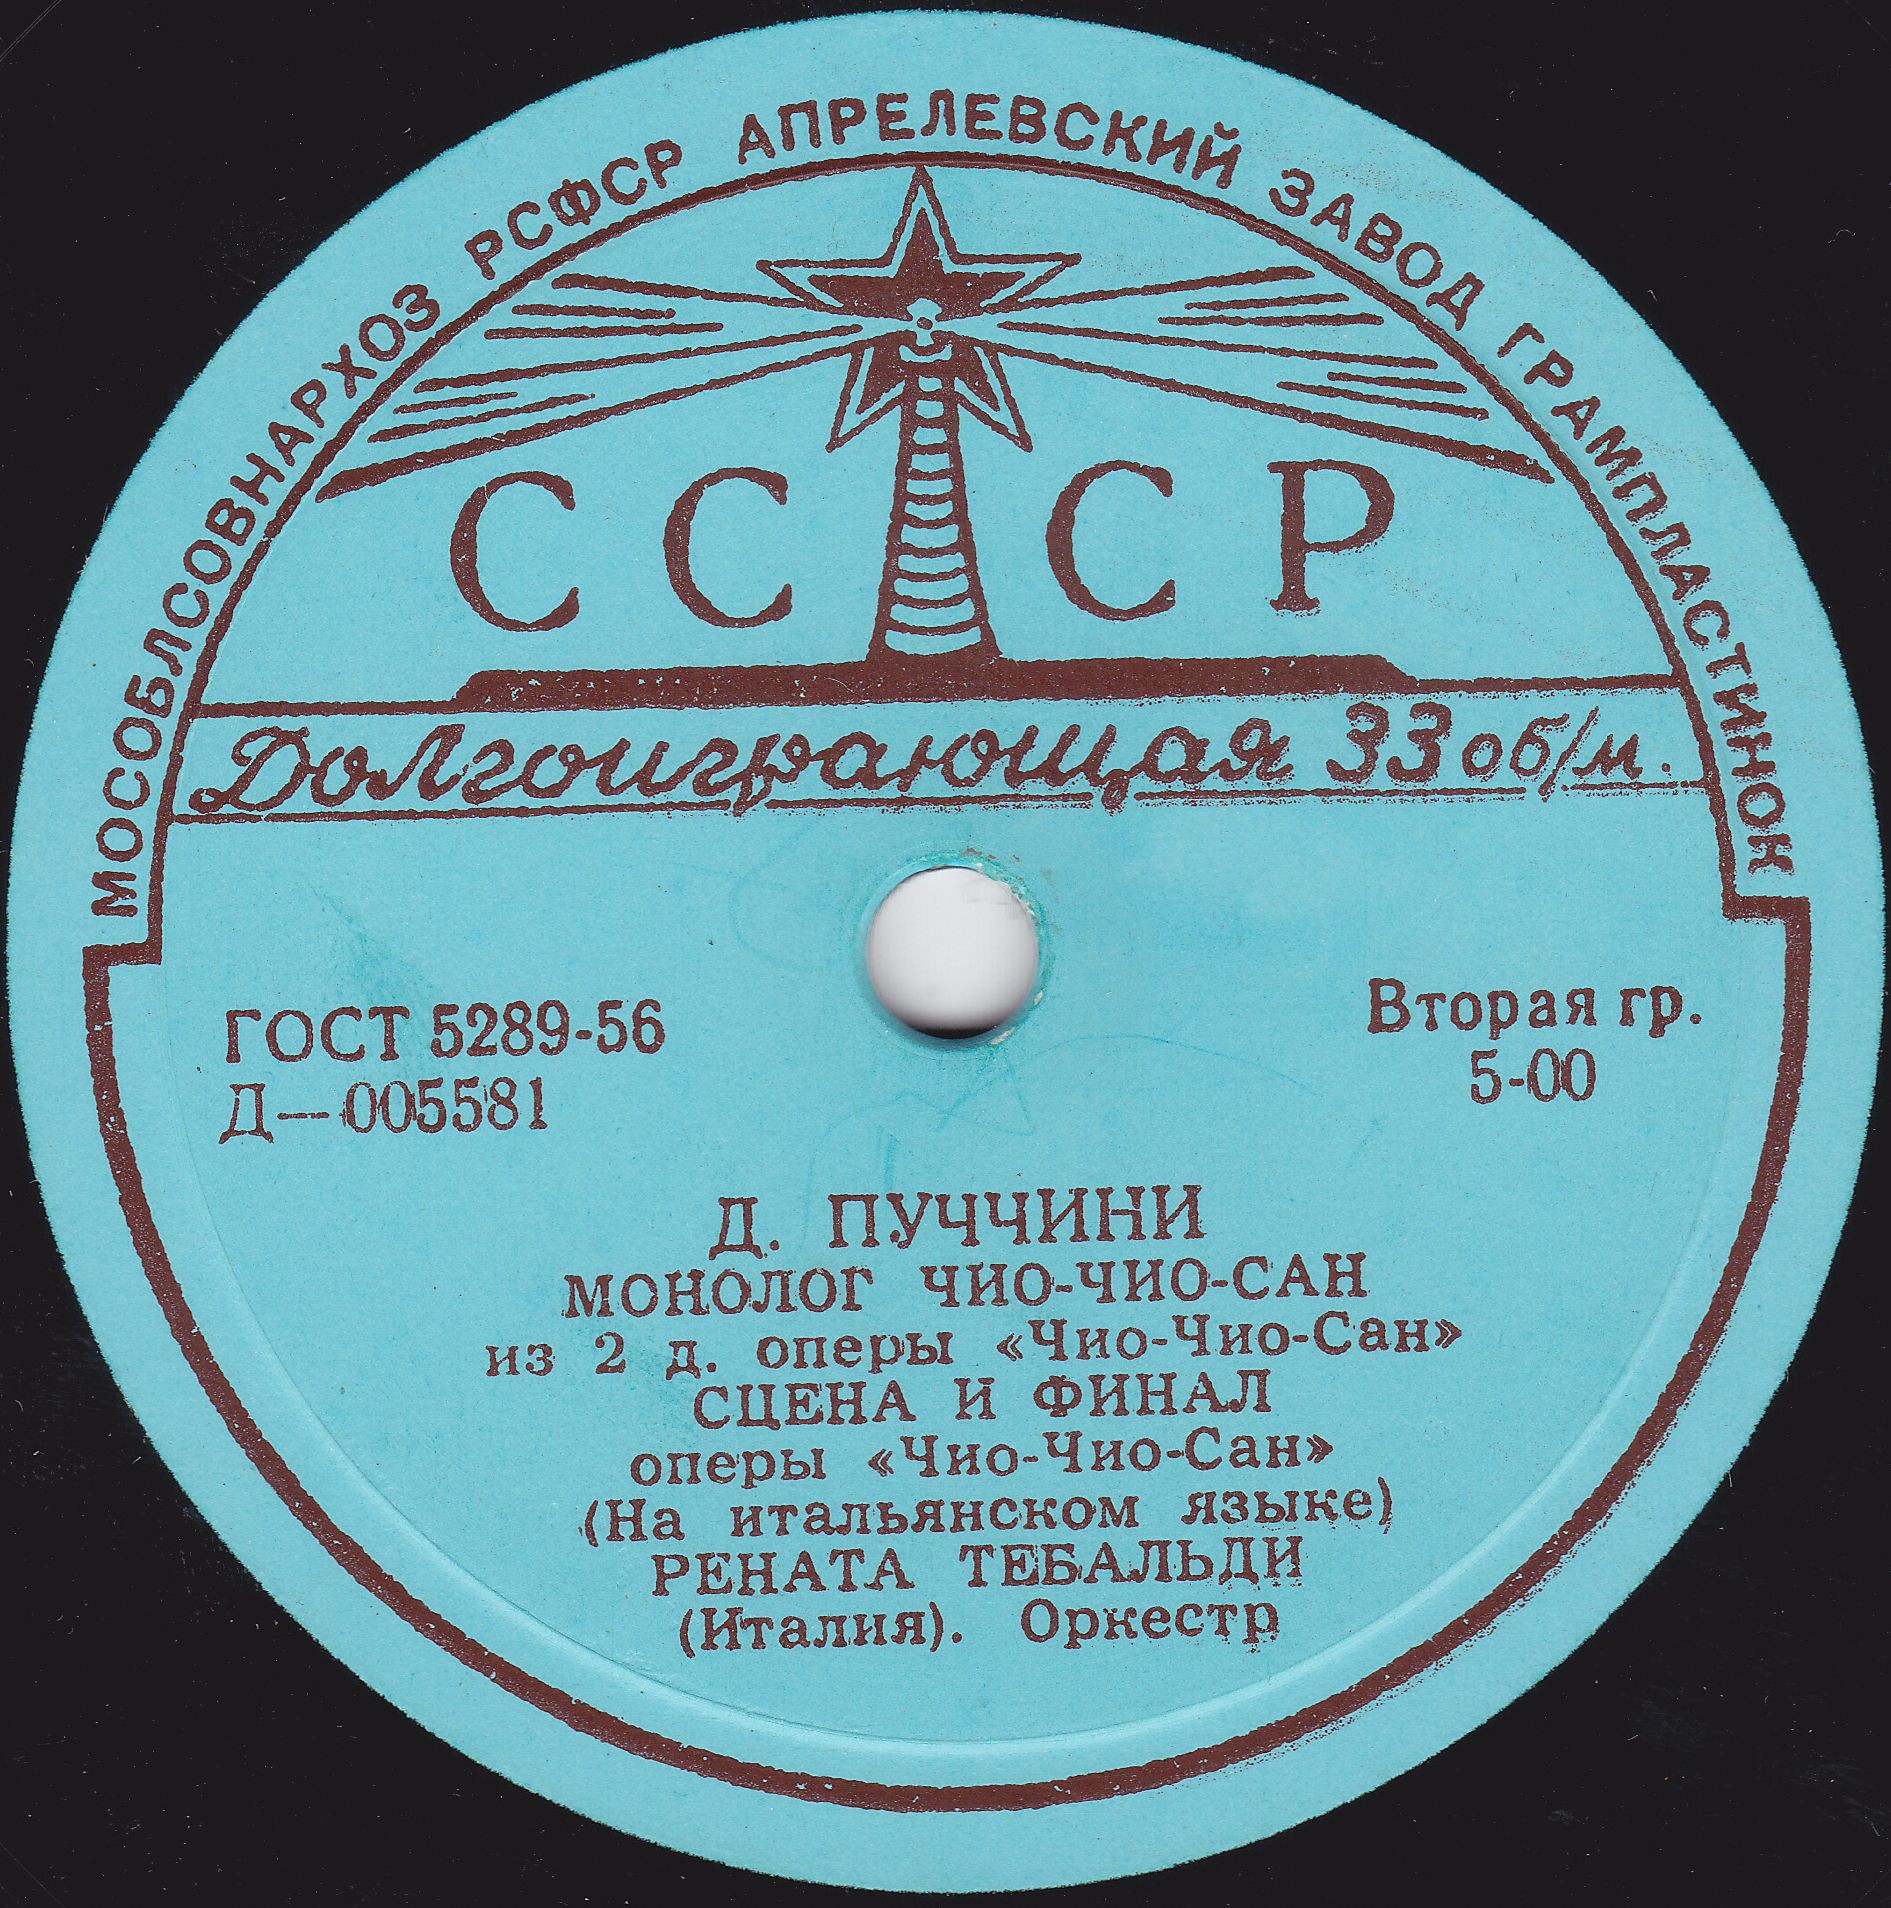 МОСОБЛСОВНАРХОЗ РСФСР АПРЕЛЕВСКИЙ ЗАВОД ГРАМПЛАСТИНОК
СССР
Долгоиграющая 33 об/м.
ГОСТ 5289-56
Д—005581
Вторая гр.
5-00
Д. ПУЧЧИНИ
МОНОЛОГ ЧИО-ЧИО-САН
из 2 д. оперы «Чио-Чио-Сан»
СЦЕНА И ФИНАЛ
оперы «Чио-Чио-Сан»
(На итальянском языке)
РЕНАТА ТЕБАЛЬДИ
(Италия). Оркестр